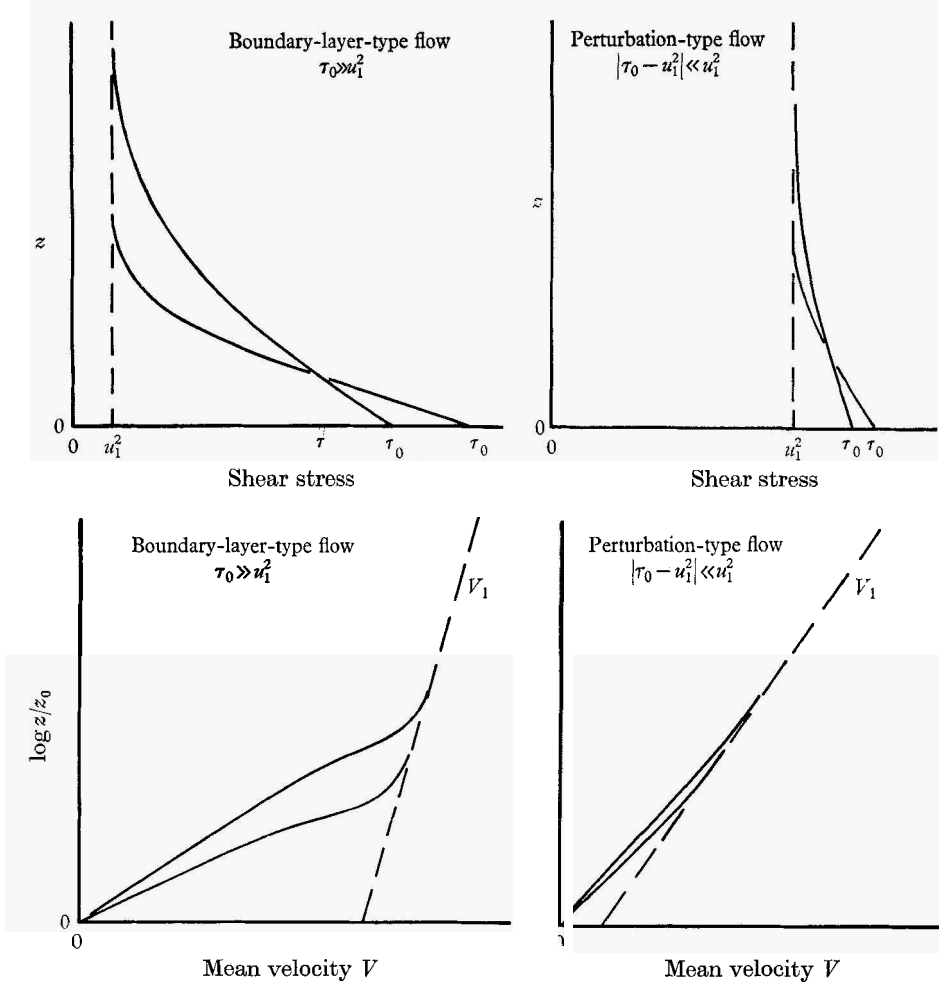 Boundary-layer-type flow
τ₀≫u₁²
z
0
0
u₁²
τ
τ₀
τ₀
Shear stress
Perturbation-type flow
|τ₀−u₁²|≪u₁²
z
0
0
u₁²
τ₀
τ₀
Shear stress
Boundary-layer-type flow
τ₀≫u₁²
V₁
log z/z₀
0
0
Mean velocity V
Perturbation-type flow
|τ₀−u₁²|≪u₁²
V₁
Mean velocity V